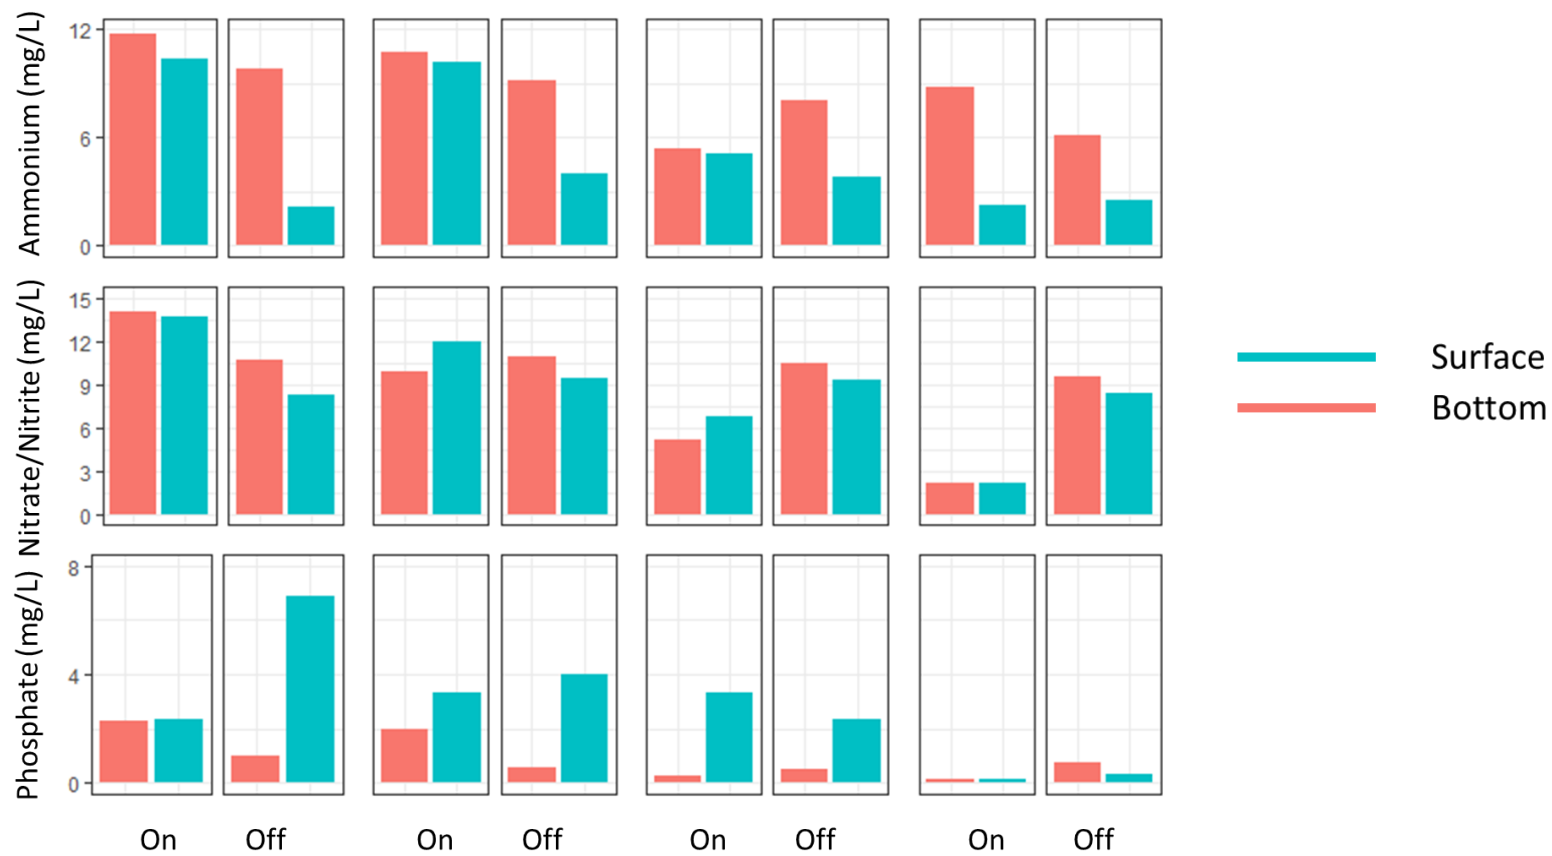 Ammonium (mg/L)
12
6
0
Nitrate/Nitrite (mg/L)
15
12
9
6
3
0
Phosphate (mg/L)
8
4
0
On Off On Off On Off On Off
Surface
Bottom